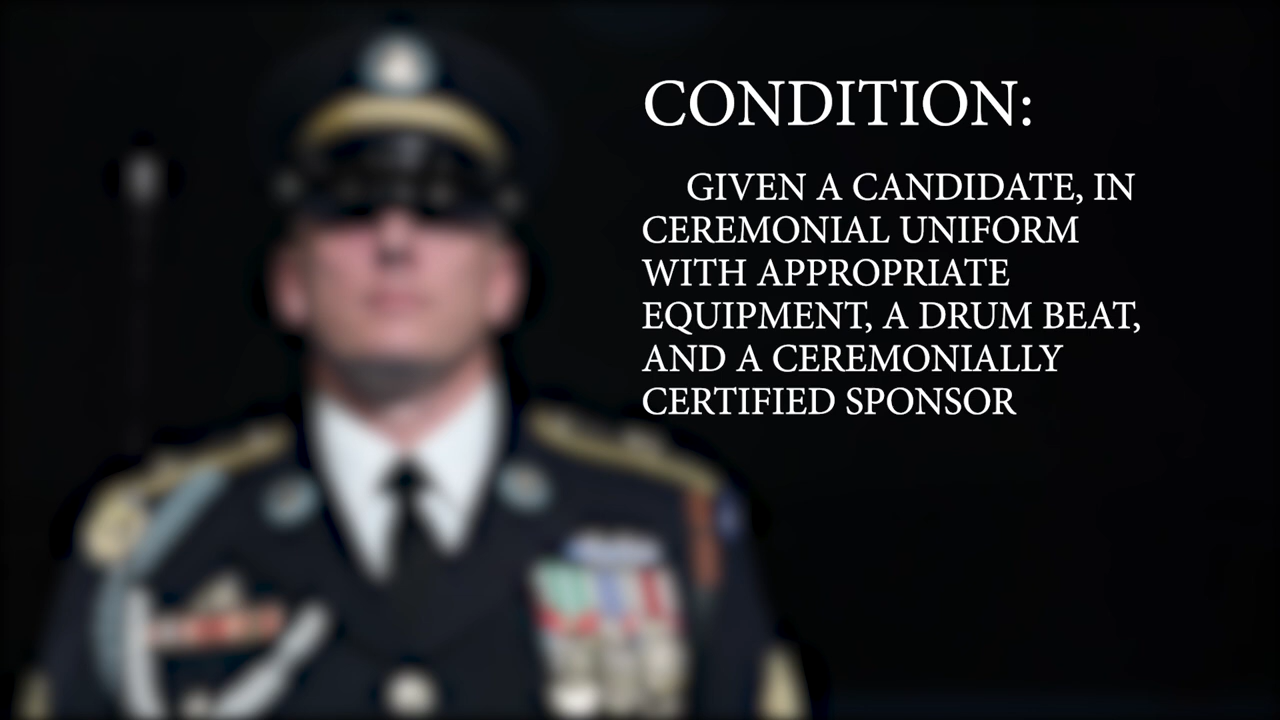 CONDITION:
GIVEN A CANDIDATE, IN
CEREMONIAL UNIFORM
WITH APPROPRIATE
EQUIPMENT, A DRUM BEAT,
AND A CEREMONIALLY
CERTIFIED SPONSOR